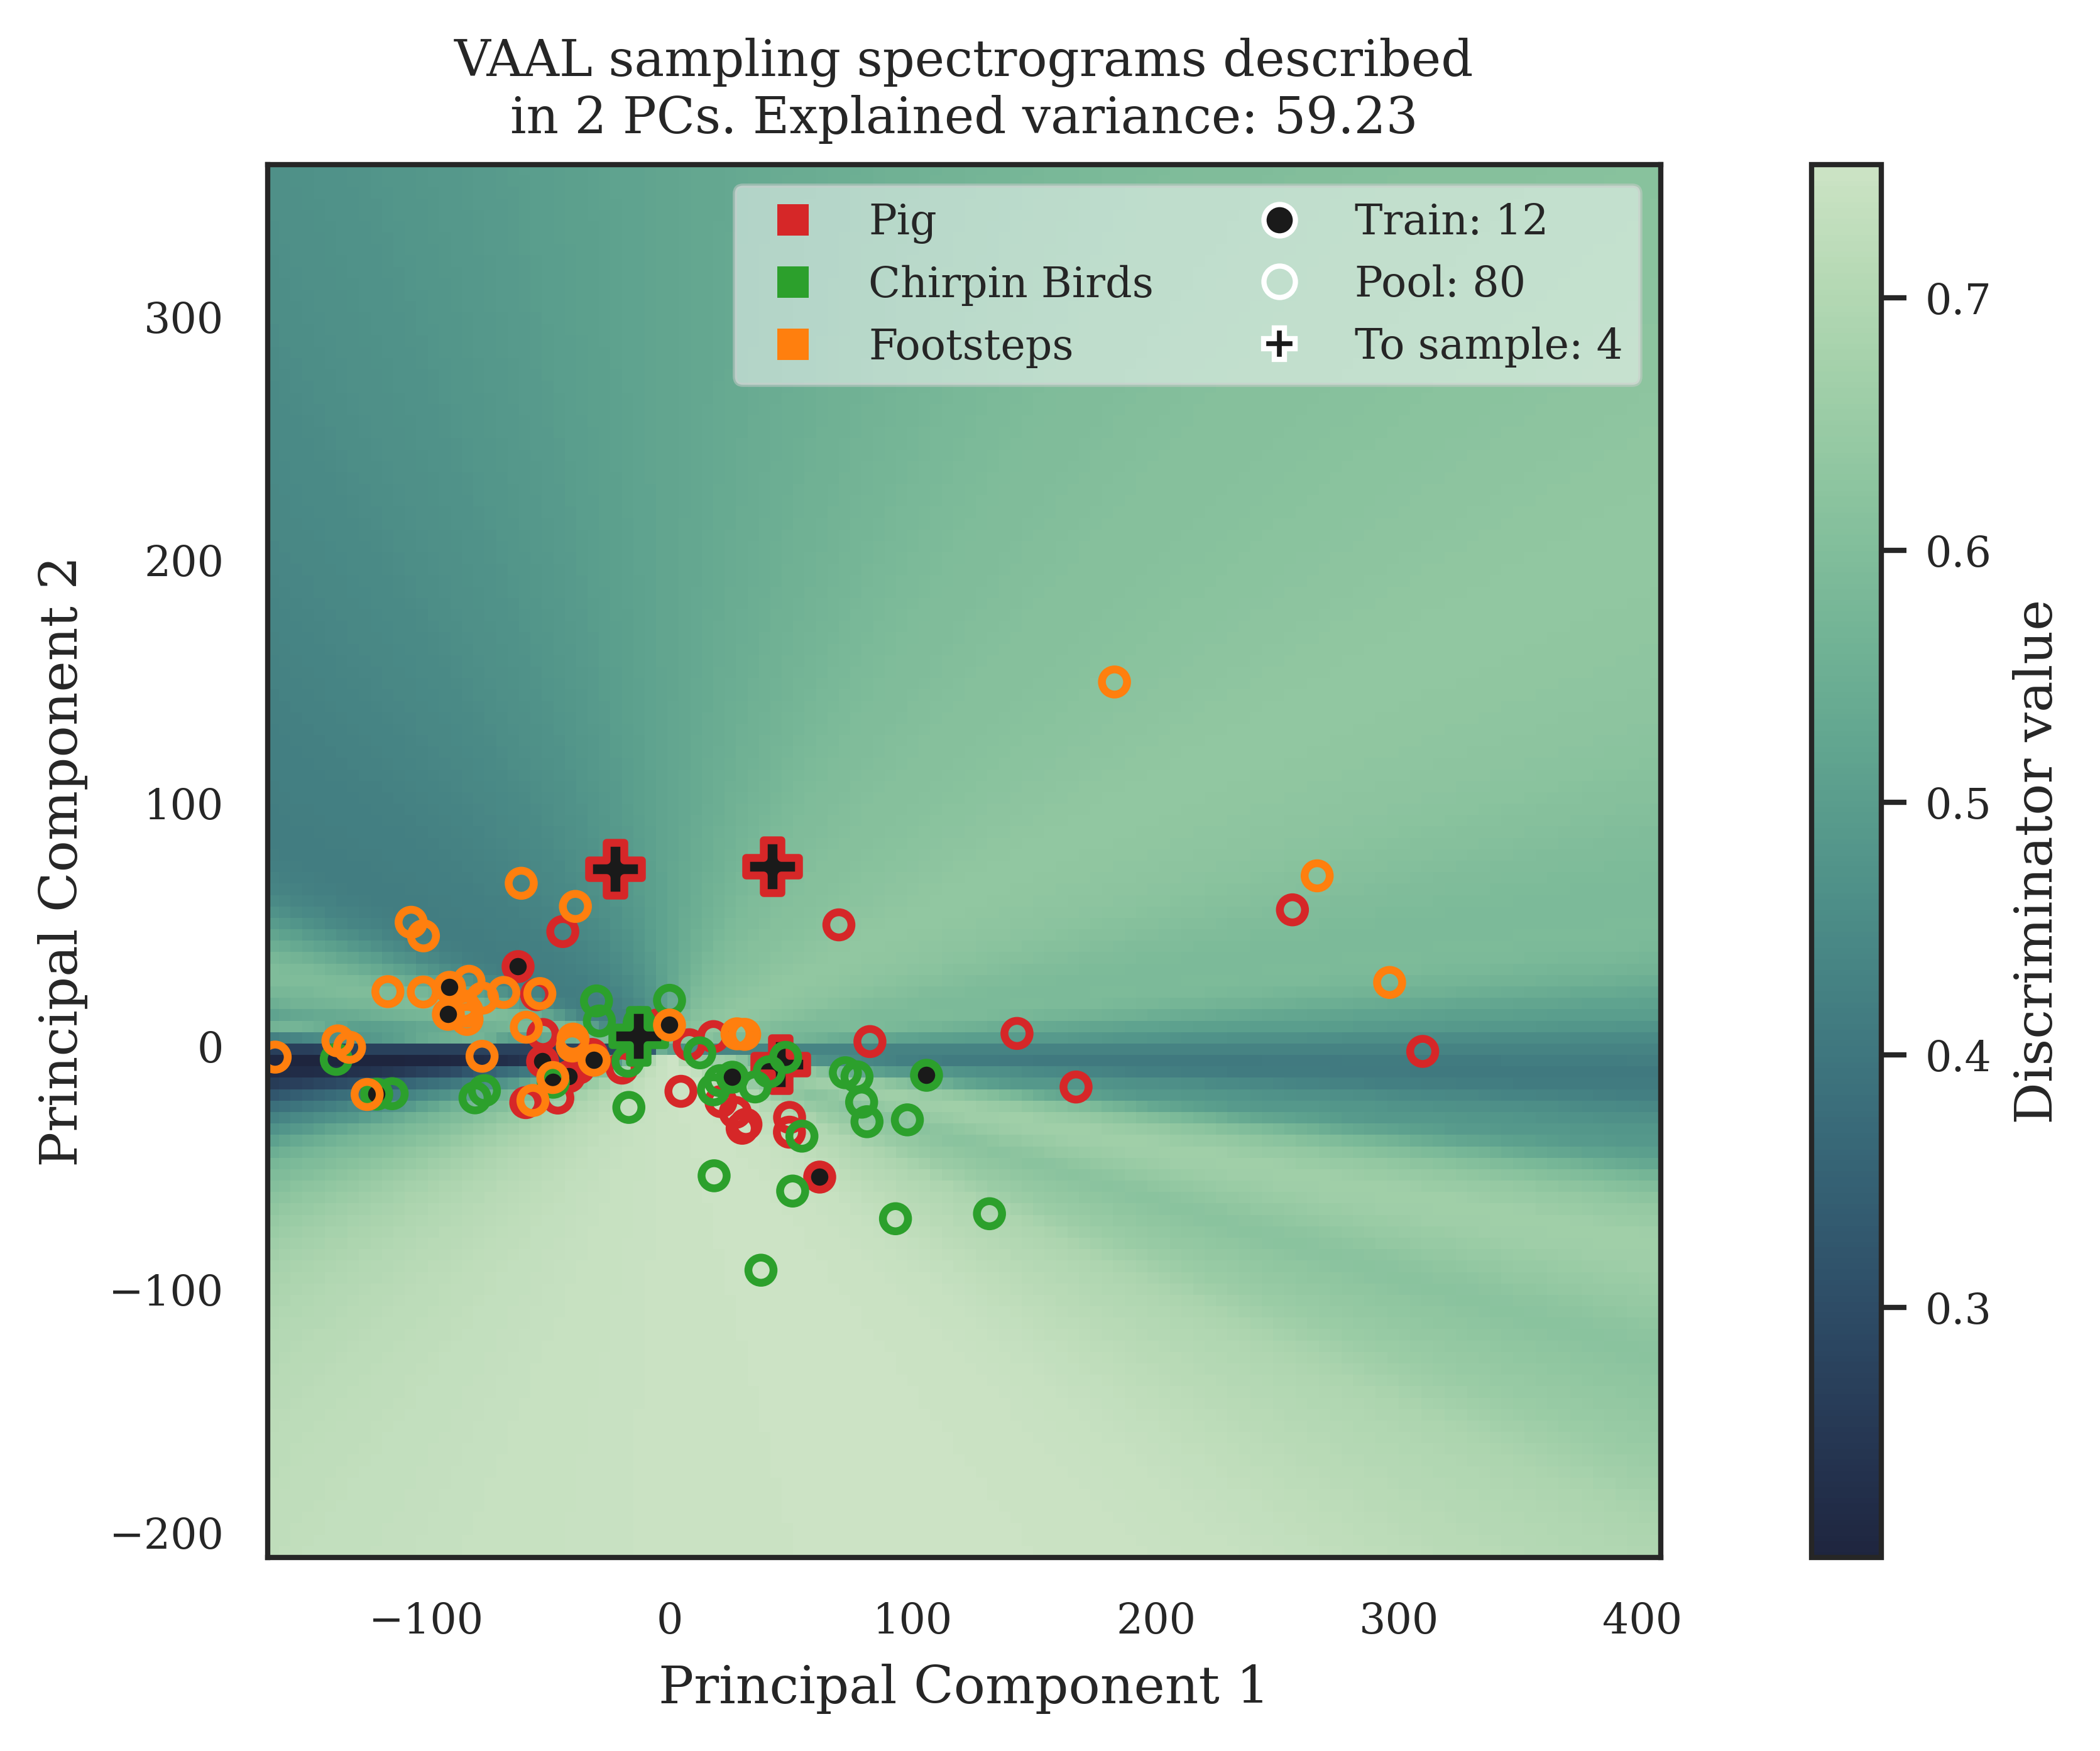 VAAL sampling spectrograms described
in 2 PCs. Explained variance: 59.23
Pig
Chirpin Birds
Footsteps
Train: 12
Pool: 80
To sample: 4
Principal Component 2
300
200
100
0
−100
−200
−100
0
100
200
300
400
Principal Component 1
0.7
0.6
0.5
0.4
0.3
Discriminator value